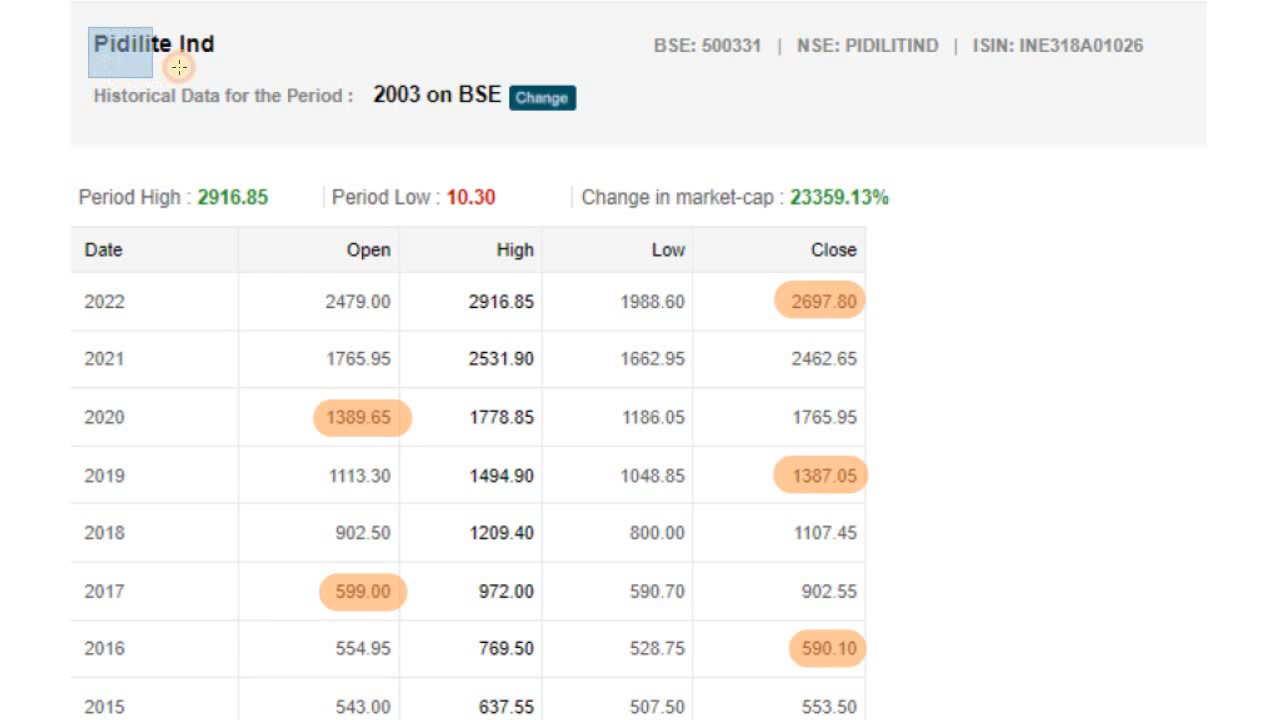 Pidilite Ind
BSE: 500331 | NSE: PIDILITIND | ISIN: INE318A01026
Historical Data for the Period : 2003 on BSE Change
Period High : 2916.85 | Period Low : 10.30 | Change in market-cap : 23359.13%
Date Open High Low Close
2022 2479.00 2916.85 1988.60 2697.80
2021 1765.95 2531.90 1662.95 2462.65
2020 1389.65 1778.85 1186.05 1765.95
2019 1113.30 1494.90 1048.85 1387.05
2018 902.50 1209.40 800.00 1107.45
2017 599.00 972.00 590.70 902.55
2016 554.95 769.50 528.75 590.10
2015 543.00 637.55 507.50 553.50